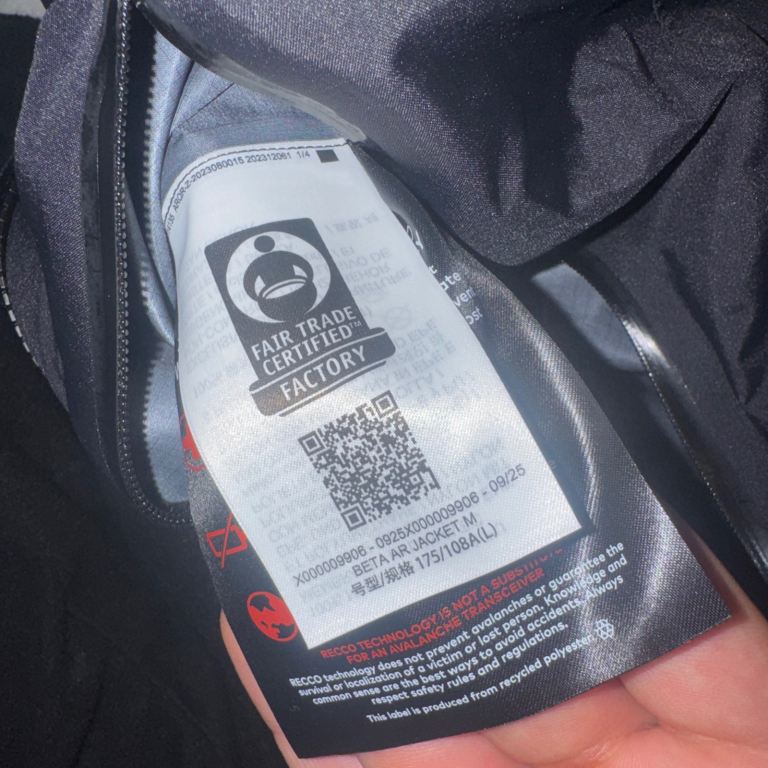 AROR-Z-2023080015 202312061 1/4
FAIR TRADE
CERTIFIED™
FACTORY
X000009906 - 0925X000009906 - 09/25
BETA AR JACKET M
号型/规格 175/108A(L)
RECCO TECHNOLOGY IS NOT A
FOR AN AVALANCHE TRANSCEIVER
RECCO technology does not prevent avalanches or guarantee the
survival or localization of a victim or lost person. Knowledge and
common sense are the best ways to avoid accidents. Always
respect safety rules and regulations.
This label is produced from recycled polyester.